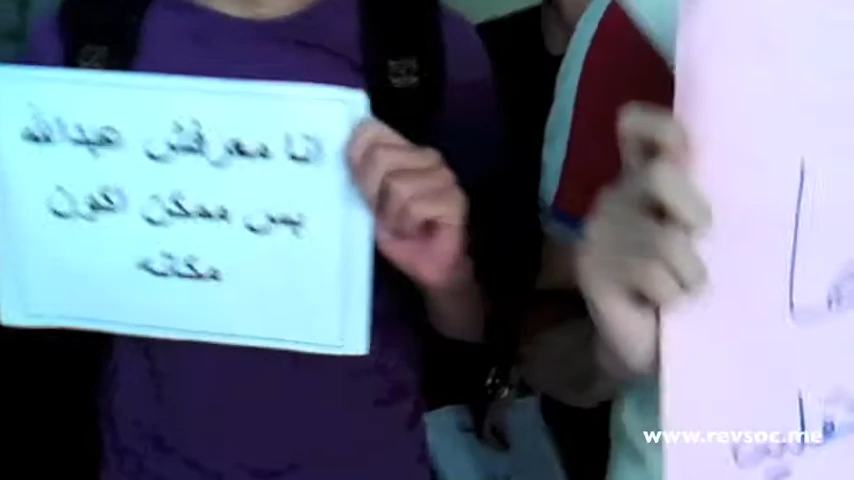 انا معرفش عبدالله
بس ممكن اكون
مكانه
www.revsoc.me